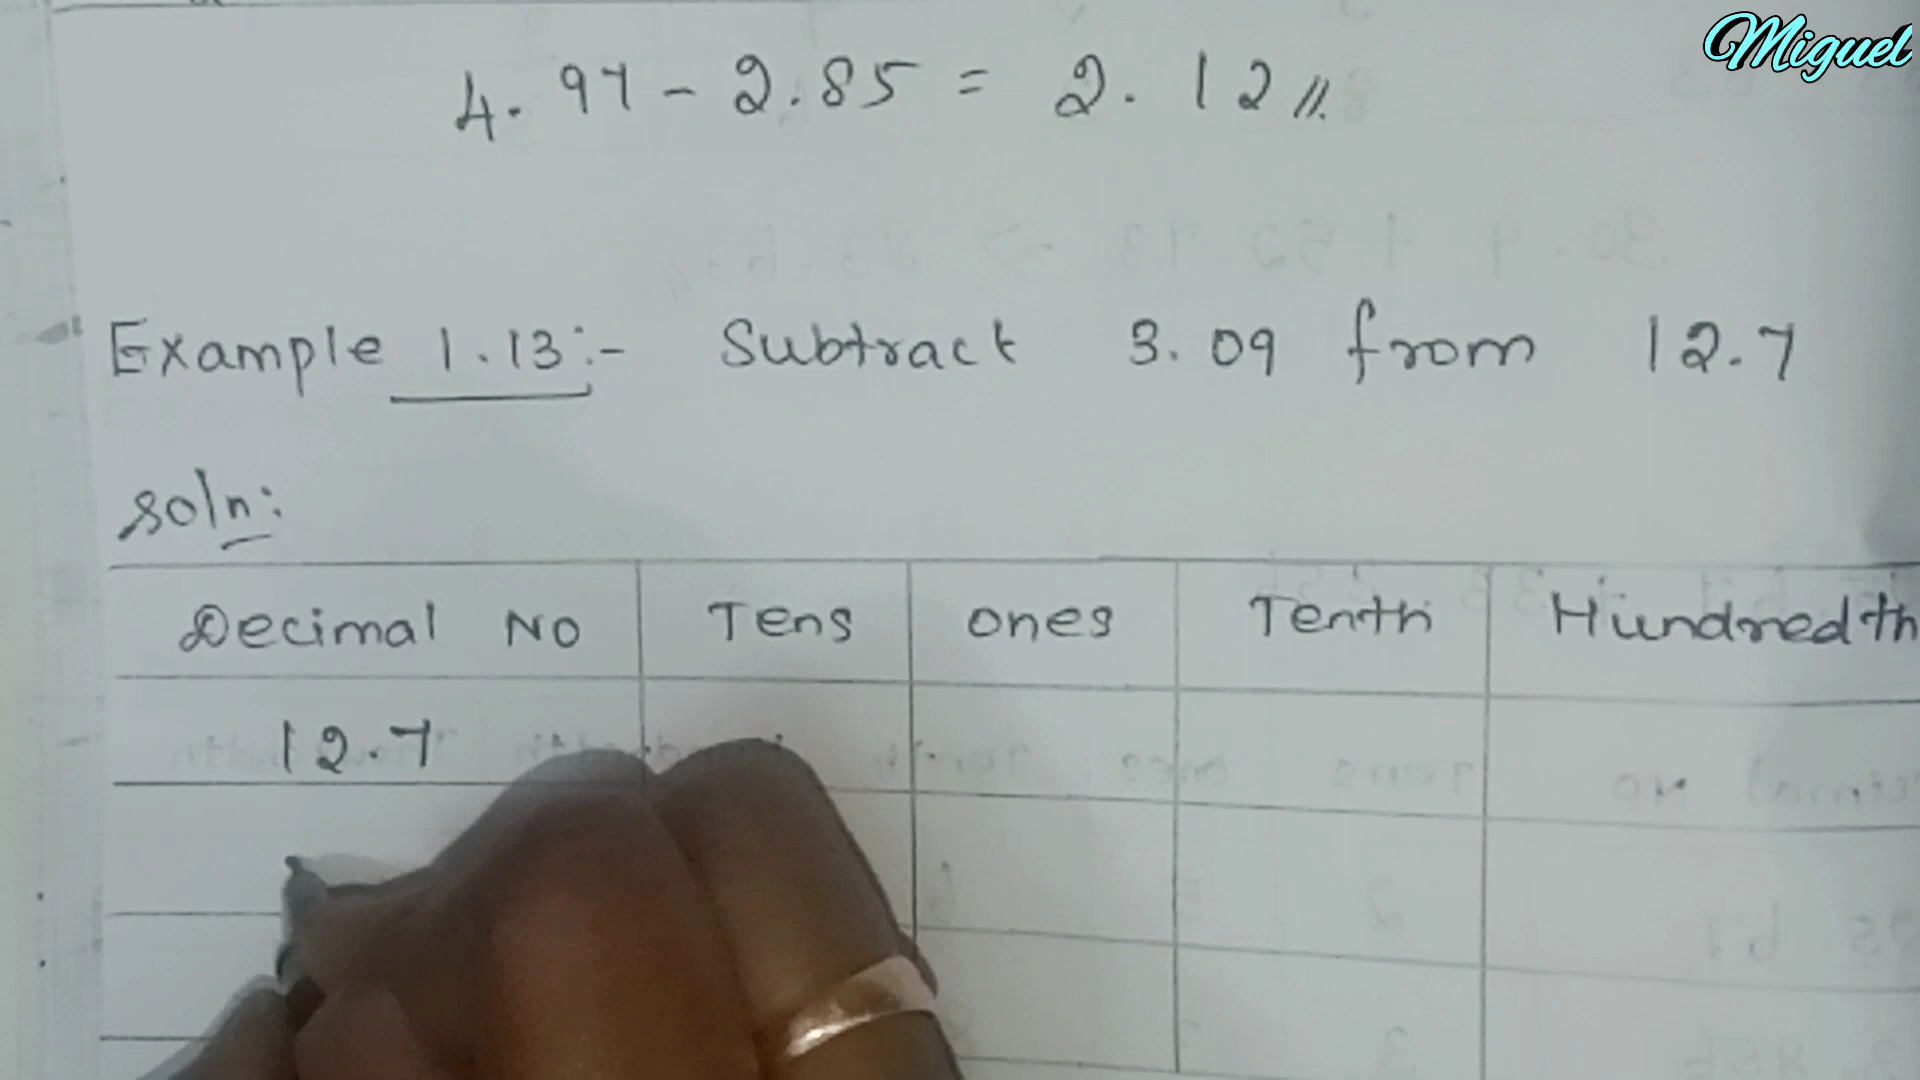 Miguel
4.97 - 2.85 = 2.12 //.
Example 1.13:- Subtract 3.09 from 12.7
Soln:
Decimal No Tens ones Tenth Hundredth
12.7